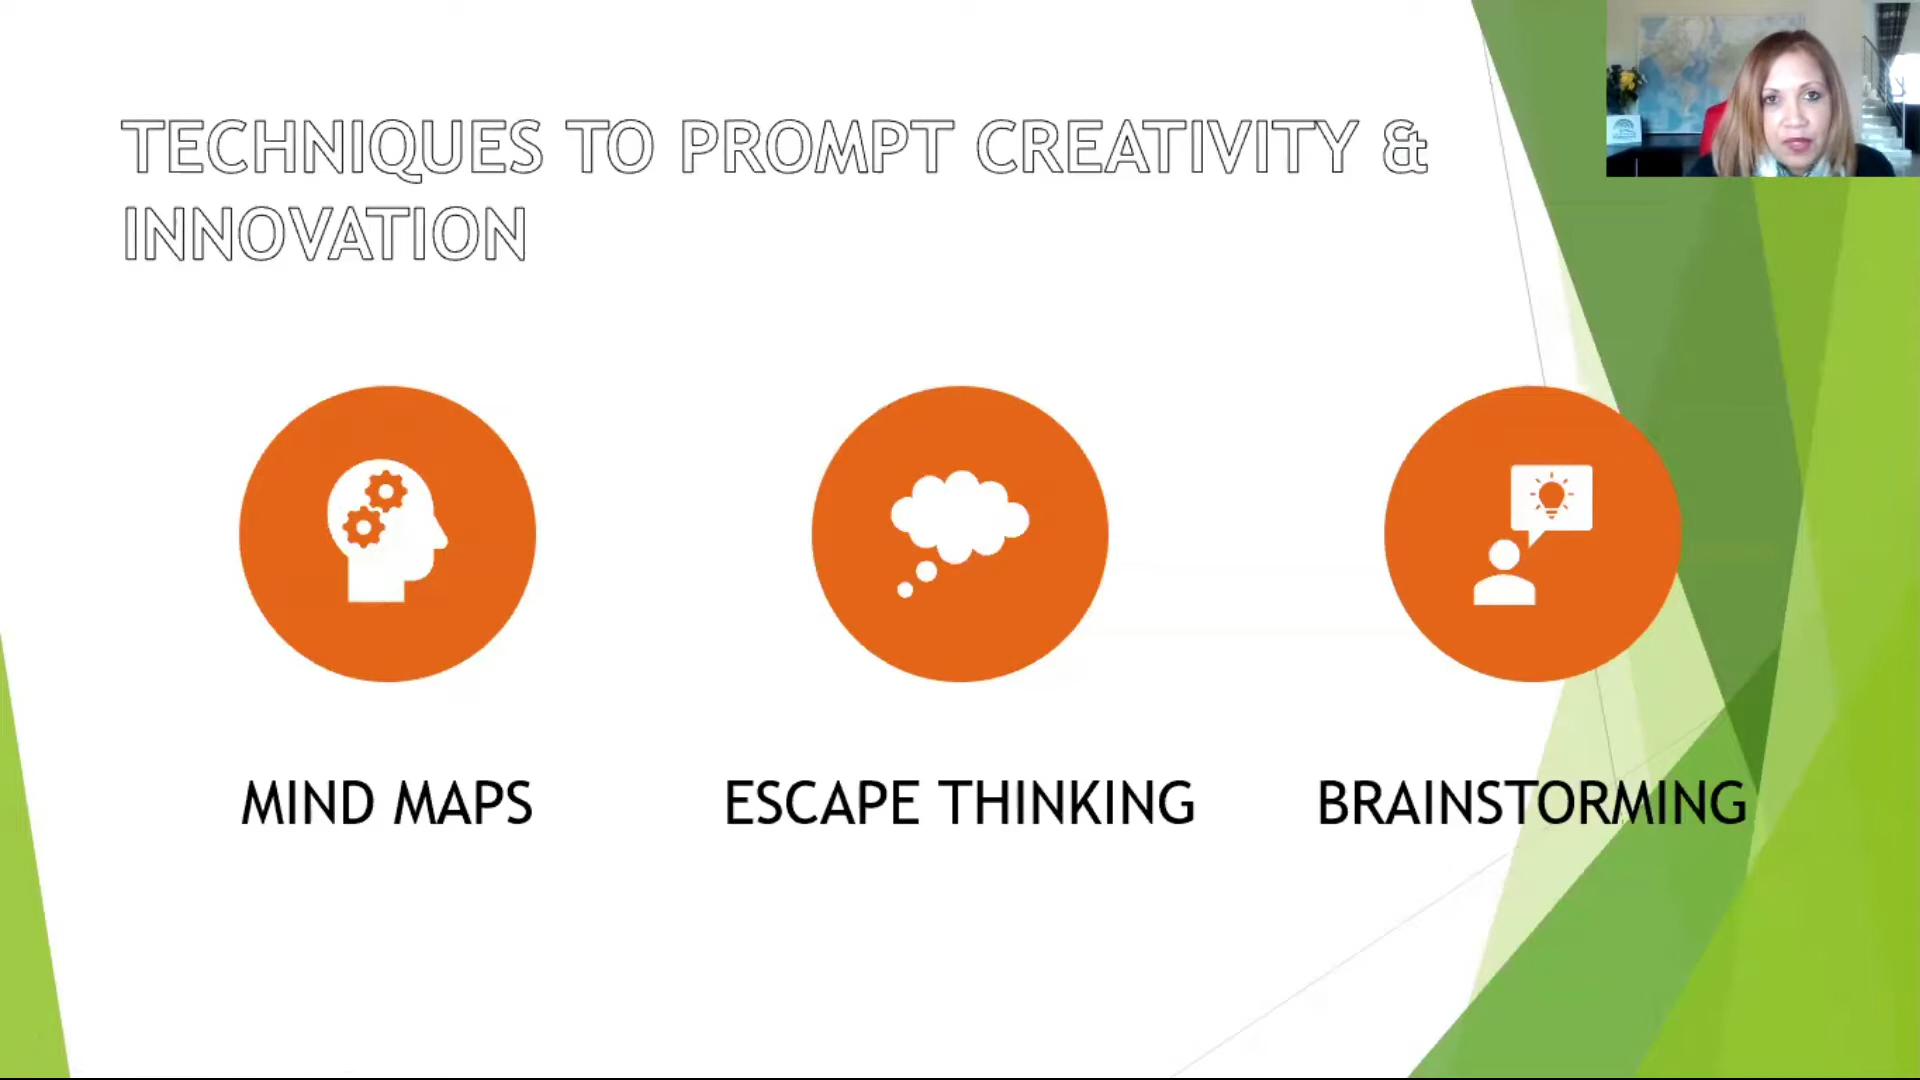 TECHNIQUES TO PROMPT CREATIVITY &
INNOVATION
MIND MAPS
ESCAPE THINKING
BRAINSTORMING